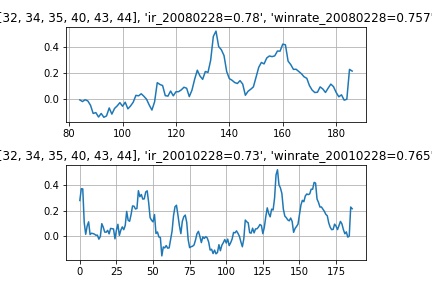 [32, 34, 35, 40, 43, 44], 'ir_20080228=0.78', 'winrate_20080228=0.757'
0.4
0.2
0.0
80 100 120 140 160 180
[32, 34, 35, 40, 43, 44], 'ir_20010228=0.73', 'winrate_20010228=0.765'
0.4
0.2
0.0
0 25 50 75 100 125 150 175